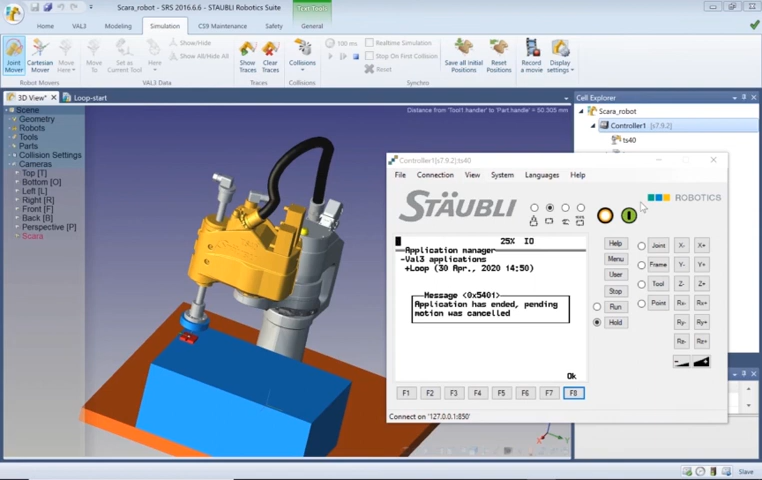 Scara_robot - SRS 2016.6.6 - STAUBLI Robotics Suite
Text Tools
Home VAL3 Modeling Simulation CS9 Maintenance Safety General
Joint Mover
Cartesian Mover
Move Here
Move To
Set as Current Tool
Move Here
Show/Hide
Show All/Hide All
Show Traces
Clear Traces
Collisions
100 ms
Realtime Simulation
Stop On First Collision
Reset
Save all initial Positions
Reset Positions
Record a movie
Display settings
Robot Movers
VAL3 Data
Traces
Collisions
Synchro
3D View*
Loop-start
Distance from 'Tool1.handler' to 'Part.handle' = 50.305 mm
Scene
Geometry
Robots
Tools
Parts
Collision Settings
Cameras
Top [T]
Bottom [O]
Left [L]
Right [R]
Front [F]
Back [B]
Perspective [P]
Scara
Cell Explorer
Scara_robot
Controller1 [s7.9.2]
ts40
Controller1[s7.9.2]:ts40
File Connection View System Languages Help
STÄUBLI
ROBOTICS
25% IO
Application manager
-Val3 applications
+Loop (30 Apr., 2020 14:50)
Message <0x5401>
Application has ended, pending
motion was cancelled
Ok
F1 F2 F3 F4 F5 F6 F7 F8
Help
Menu
User
Stop
Run
Hold
Joint
Frame
Tool
Point
X- X+
Y- Y+
Z- Z+
Rx- Rx+
Ry- Ry+
Rz- Rz+
Connect on '127.0.0.1:850'
Slave